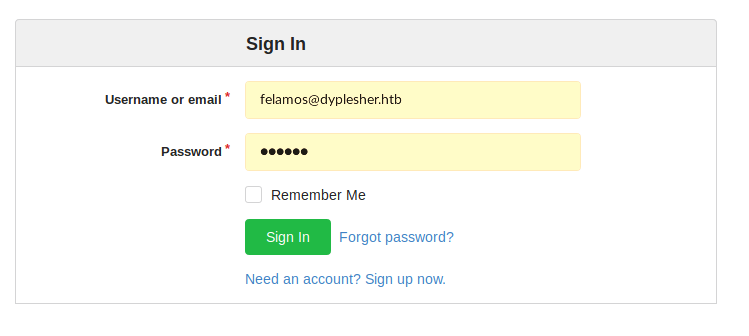 Sign In
Username or email *
felamos@dyplesher.htb
Password *
●●●●●●
Remember Me
Sign In Forgot password?
Need an account? Sign up now.